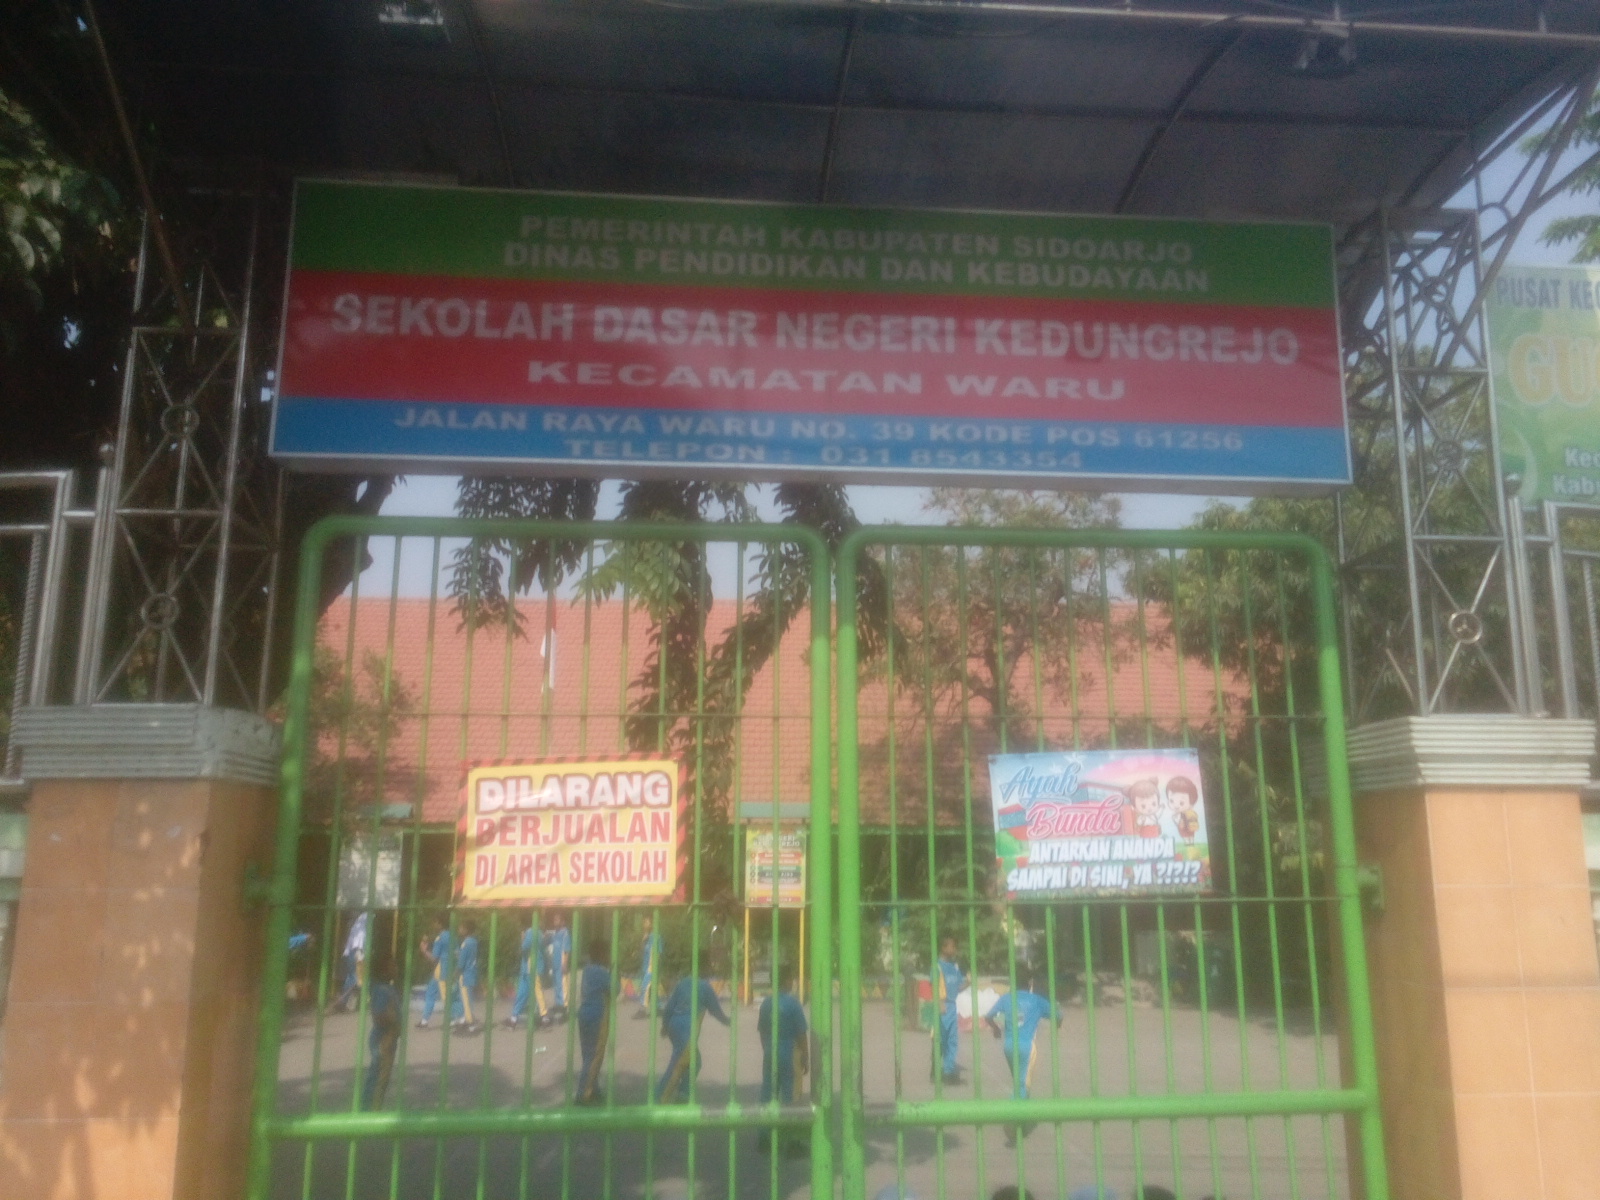 PEMERINTAH KABUPATEN SIDOARJO
DINAS PENDIDIKAN DAN KEBUDAYAAN
SEKOLAH DASAR NEGERI KEDUNGREJO
KECAMATAN WARU
JALAN RAYA WARU NO. 39 KODE POS 61256
TELEPON : 031 8543354
PUSAT
DILARANG
BERJUALAN
DI AREA SEKOLAH
Ayah
Bunda
ANTARKAN ANANDA
SAMPAI DI SINI, YA ?!?!?